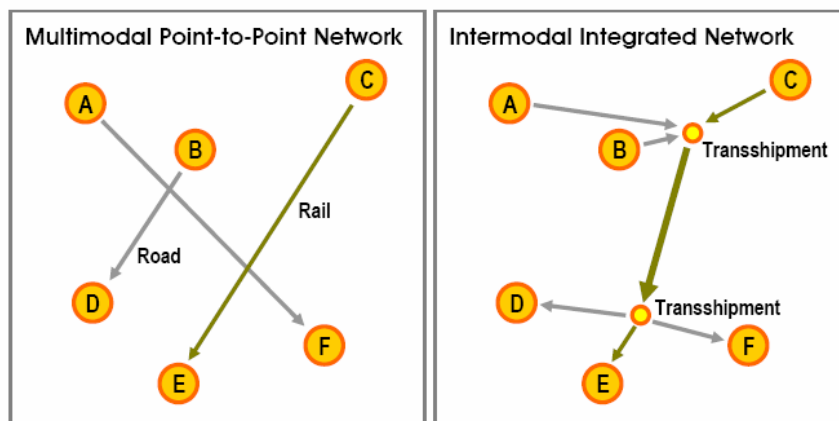 Multimodal Point-to-Point Network
A
C
B
Rail
Road
D
F
E
Intermodal Integrated Network
C
A
B
Transshipment
D
Transshipment
F
E